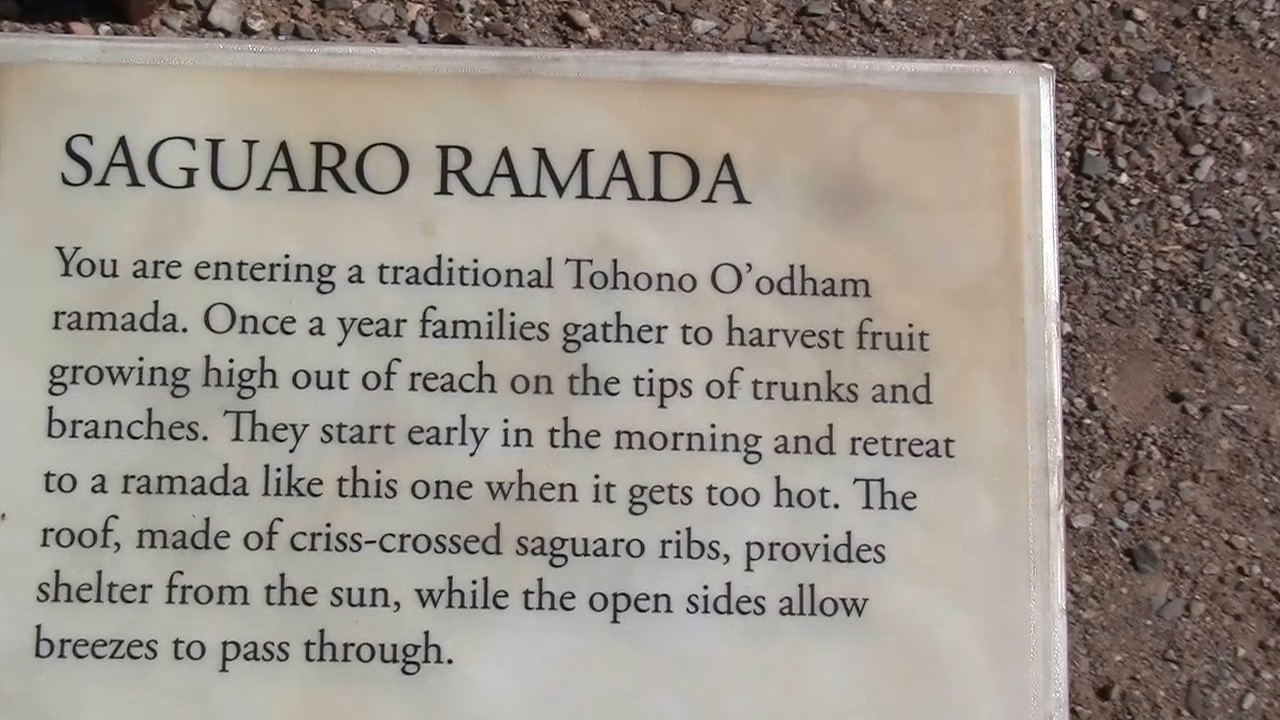 SAGUARO RAMADA
You are entering a traditional Tohono O’odham
ramada. Once a year families gather to harvest fruit
growing high out of reach on the tips of trunks and
branches. They start early in the morning and retreat
to a ramada like this one when it gets too hot. The
roof, made of criss-crossed saguaro ribs, provides
shelter from the sun, while the open sides allow
breezes to pass through.